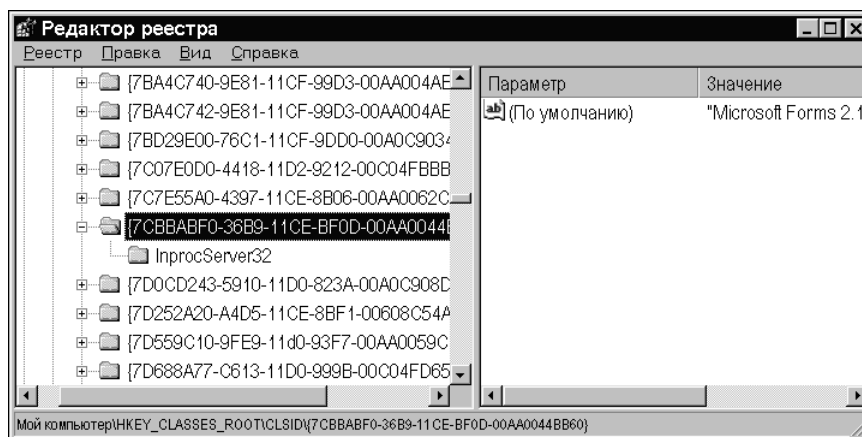 Редактор реестра
Реестр Правка Вид Справка
{7BA4C740-9E81-11CF-99D3-00AA004AE
{7BA4C742-9E81-11CF-99D3-00AA004AE
{7BD29E00-76C1-11CF-9DD0-00A0C9034
{7C07E0D0-4418-11D2-9212-00C04FBBB
{7C7E55A0-4397-11CE-8B06-00AA0062C
{7CBBABF0-36B9-11CE-BF0D-00AA0044B
InprocServer32
{7D0CD243-5910-11D0-823A-00A0C908D
{7D252A20-A4D5-11CE-8BF1-00608C54A
{7D559C10-9FE9-11d0-93F7-00AA0059C
{7D688A77-C613-11D0-999B-00C04FD65
Параметр Значение
ab (По умолчанию) "Microsoft Forms 2.1
Мой компьютер\HKEY_CLASSES_ROOT\CLSID\{7CBBABF0-36B9-11CE-BF0D-00AA0044BB60}